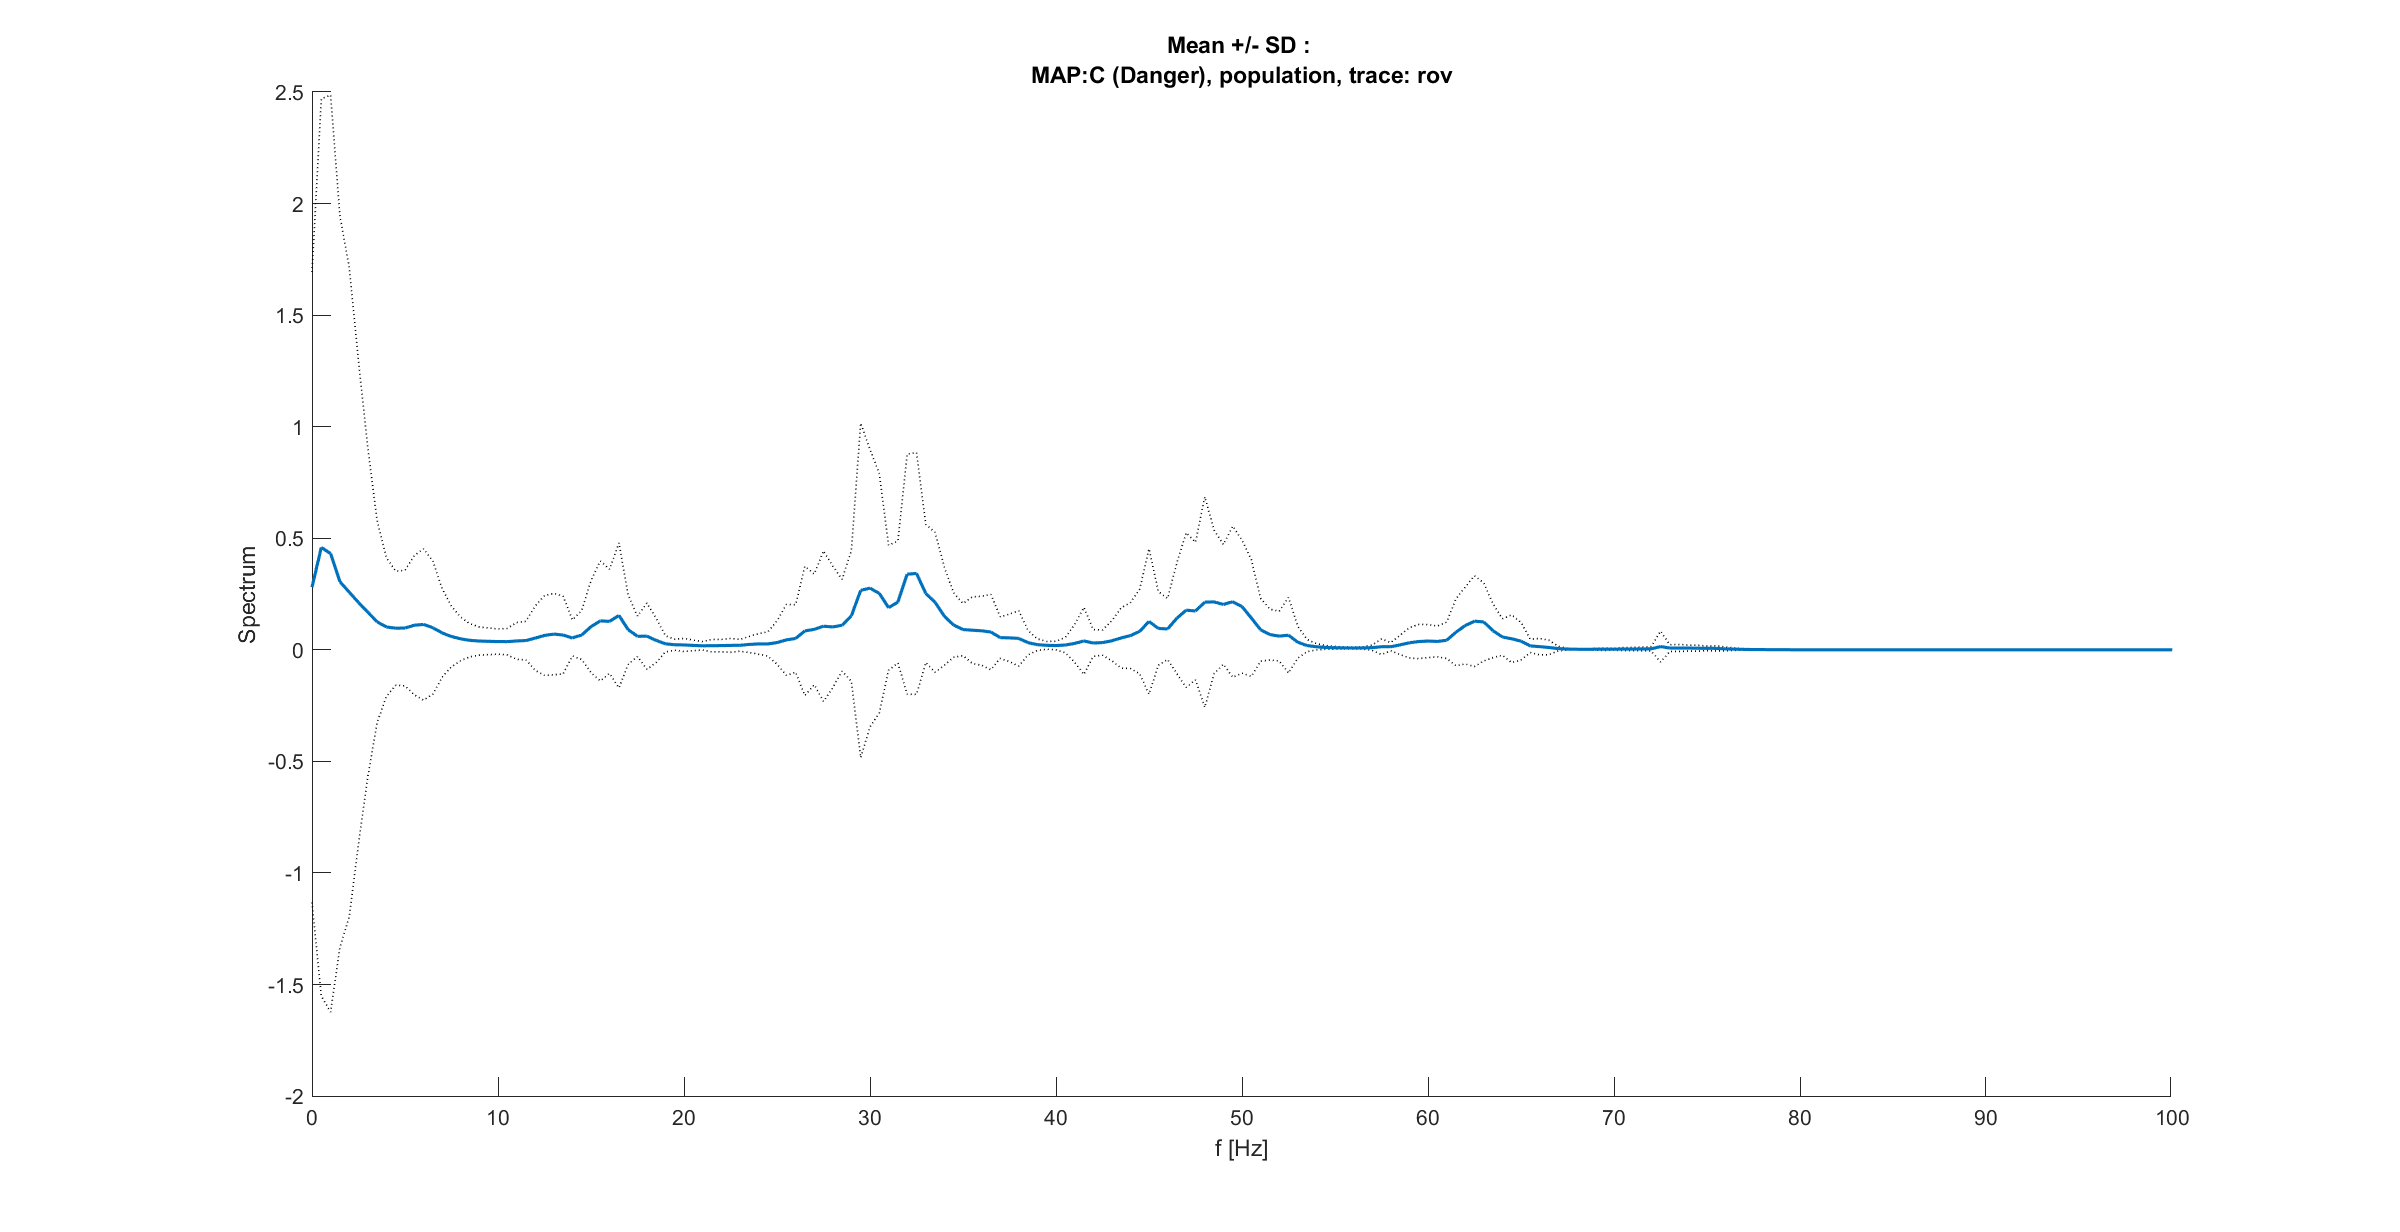 Mean +/- SD :
MAP:C (Danger), population, trace: rov
2.5
2
1.5
1
0.5
0
-0.5
-1
-1.5
-2
Spectrum
0 10 20 30 40 50 60 70 80 90 100
f [Hz]